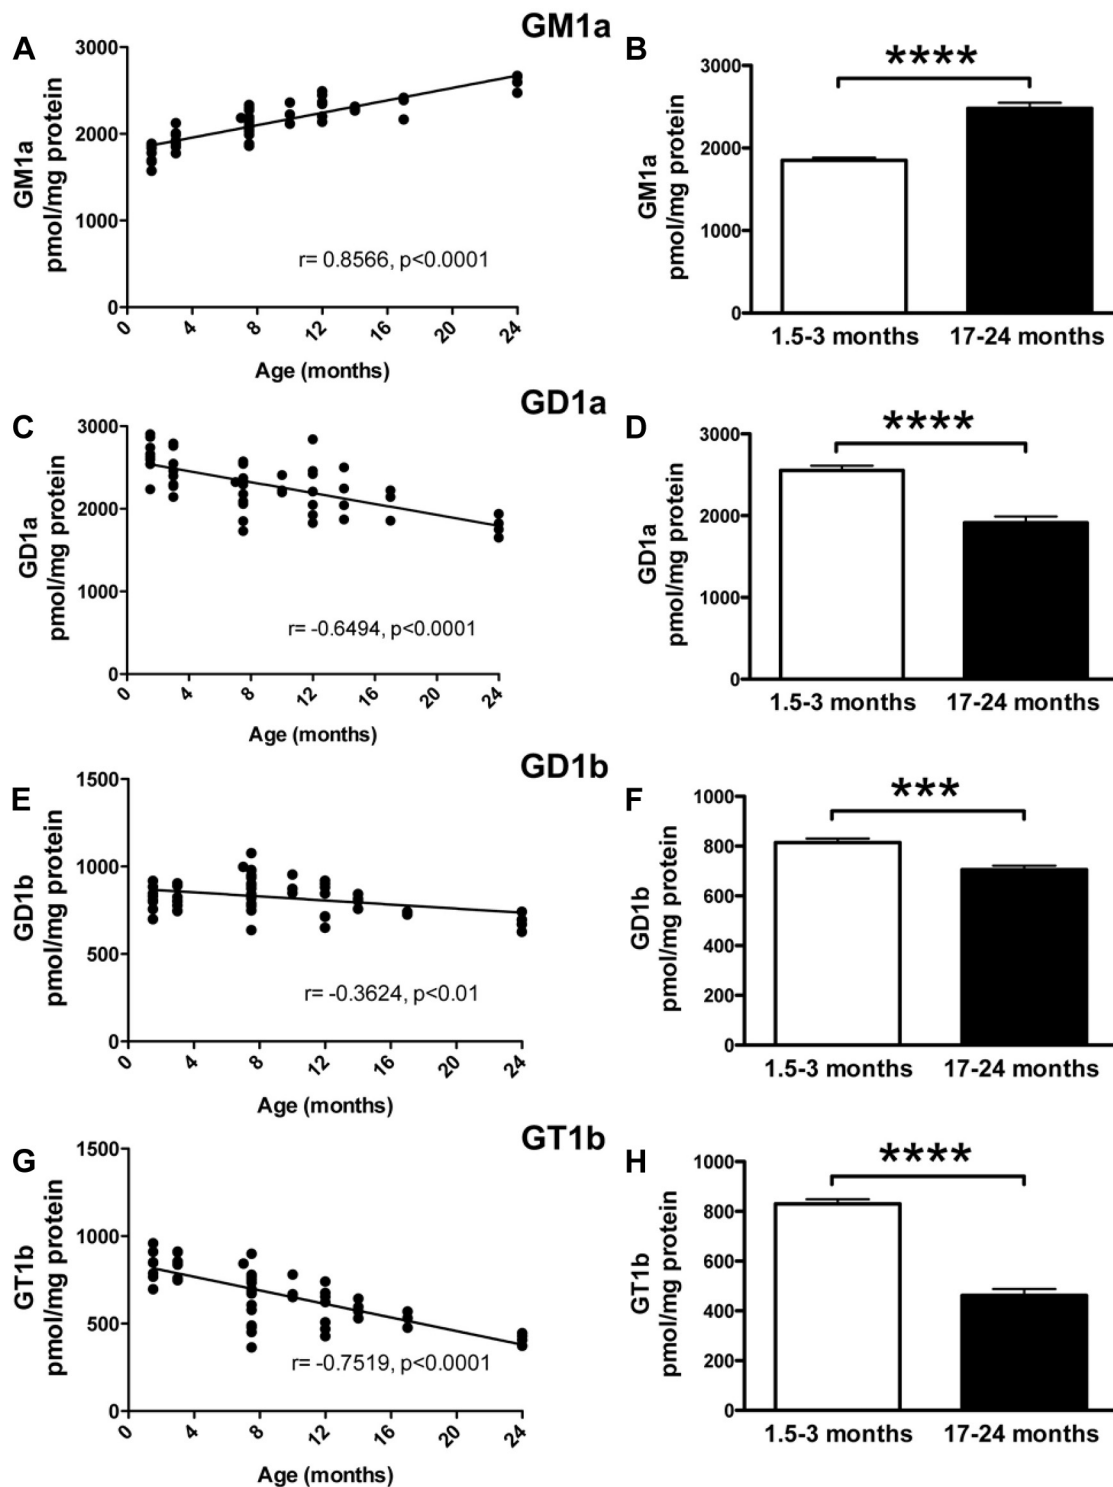 GM1a
A
3000
2000
1000
0
GM1a
pmol/mg protein
r= 0.8566, p<0.0001
0 4 8 12 16 20 24
Age (months)
B
****
3000
2000
1000
0
GM1a
pmol/mg protein
1.5-3 months 17-24 months
GD1a
C
3000
2000
1000
0
GD1a
pmol/mg protein
r= -0.6494, p<0.0001
0 4 8 12 16 20 24
Age (months)
D
****
3000
2000
1000
0
GD1a
pmol/mg protein
1.5-3 months 17-24 months
GD1b
E
1500
1000
500
0
GD1b
pmol/mg protein
r= -0.3624, p<0.01
0 4 8 12 16 20 24
Age (months)
F
***
1000
800
600
400
200
0
GD1b
pmol/mg protein
1.5-3 months 17-24 months
GT1b
G
1500
1000
500
0
GT1b
pmol/mg protein
r= -0.7519, p<0.0001
0 4 8 12 16 20 24
Age (months)
H
****
1000
800
600
400
200
0
GT1b
pmol/mg protein
1.5-3 months 17-24 months